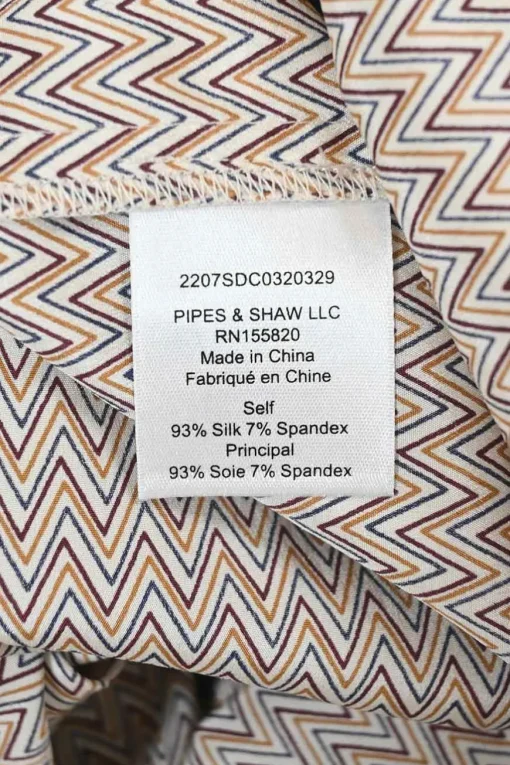 2207SDC0320329
PIPES & SHAW LLC
RN155820
Made in China
Fabriqué en Chine
Self
93% Silk 7% Spandex
Principal
93% Soie 7% Spandex